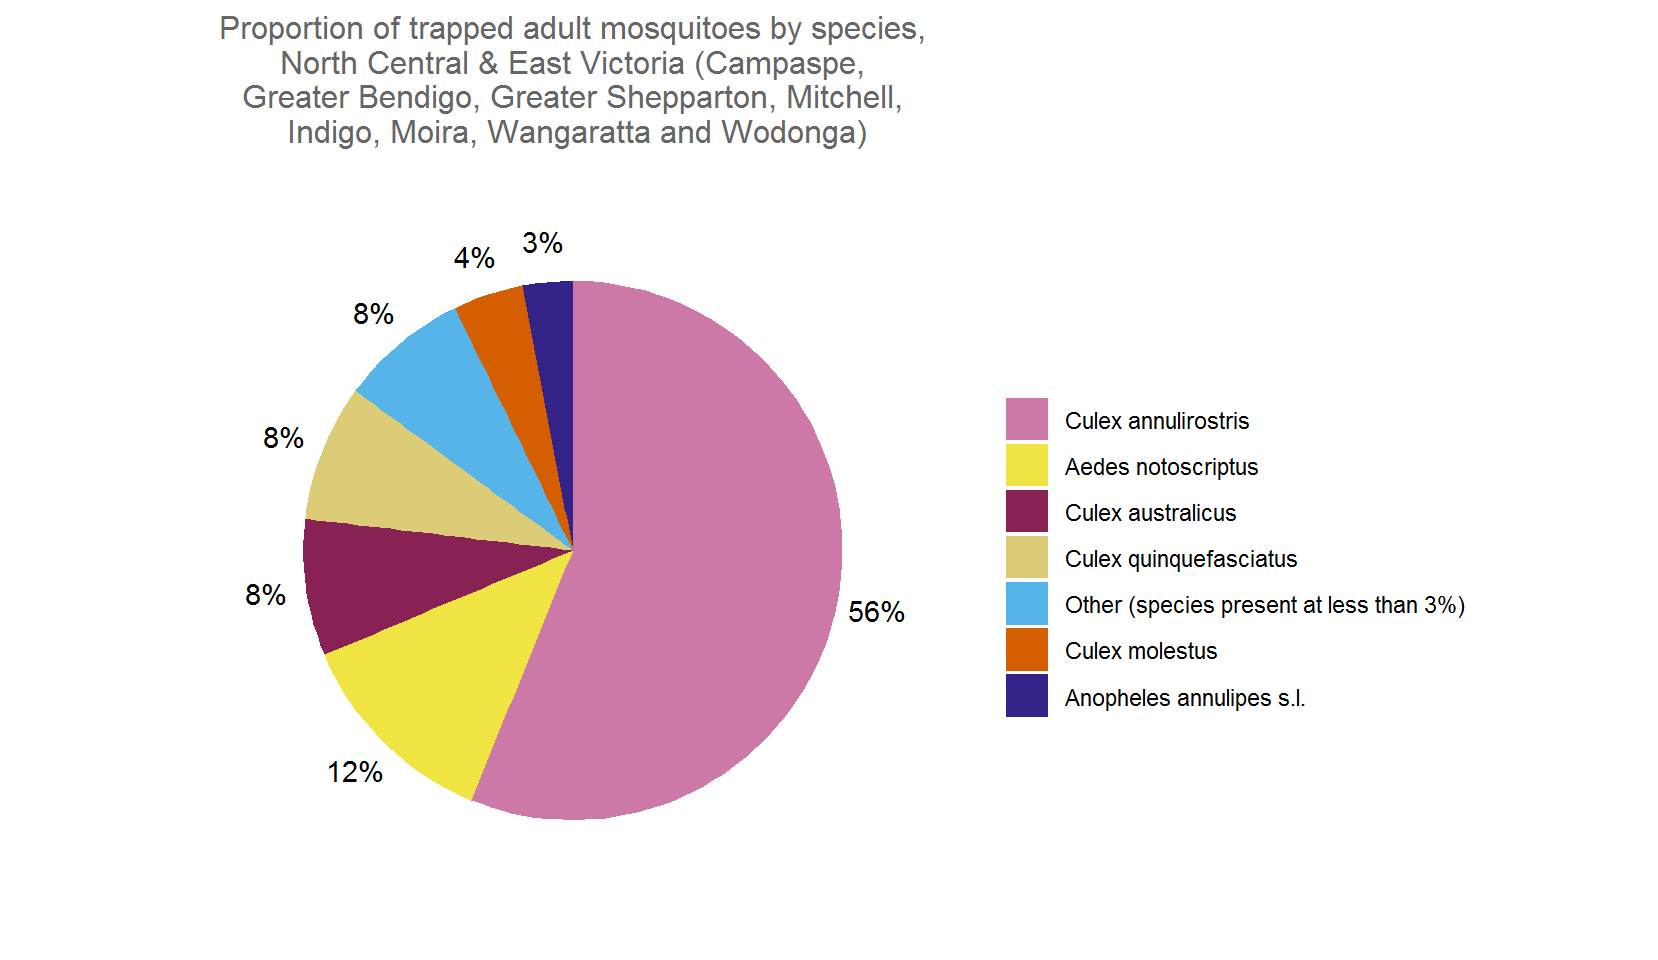 Proportion of trapped adult mosquitoes by species,
North Central & East Victoria (Campaspe,
Greater Bendigo, Greater Shepparton, Mitchell,
Indigo, Moira, Wangaratta and Wodonga)
3%
4%
8%
8%
8%
12%
56%
Culex annulirostris
Aedes notoscriptus
Culex australicus
Culex quinquefasciatus
Other (species present at less than 3%)
Culex molestus
Anopheles annulipes s.l.